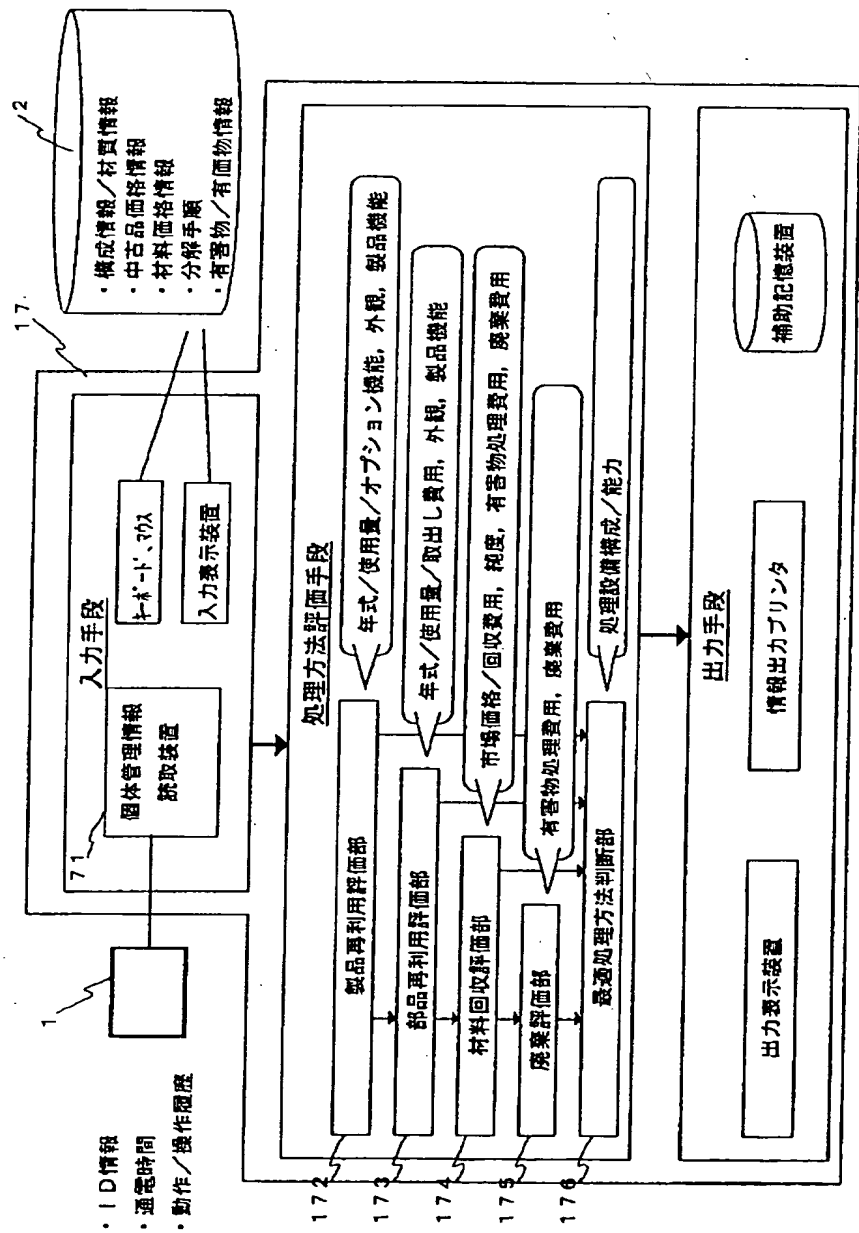 ・ID情報
・通電時間
・動作/操作履歴
1
71
個体管理情報
読取装置
入力手段
キーボード、マウス
入力表示装置
17
2
・構成情報/材質情報
・中古品価格情報
・材料価格情報
・分解手順
・有害物/有価物情報
処理方法評価手段
172
製品再利用評価部
年式/使用量/オプション機能,外観,製品機能
173
部品再利用評価部
年式/使用量/取出し費用,外観,製品機能
174
材料回収評価部
市場価格/回収費用,純度,有害物処理費用,廃棄費用
175
廃棄評価部
有害物処理費用,廃棄費用
176
最適処理方法判断部
処理設備構成/能力
出力手段
出力表示装置
情報出力プリンタ
補助記憶装置